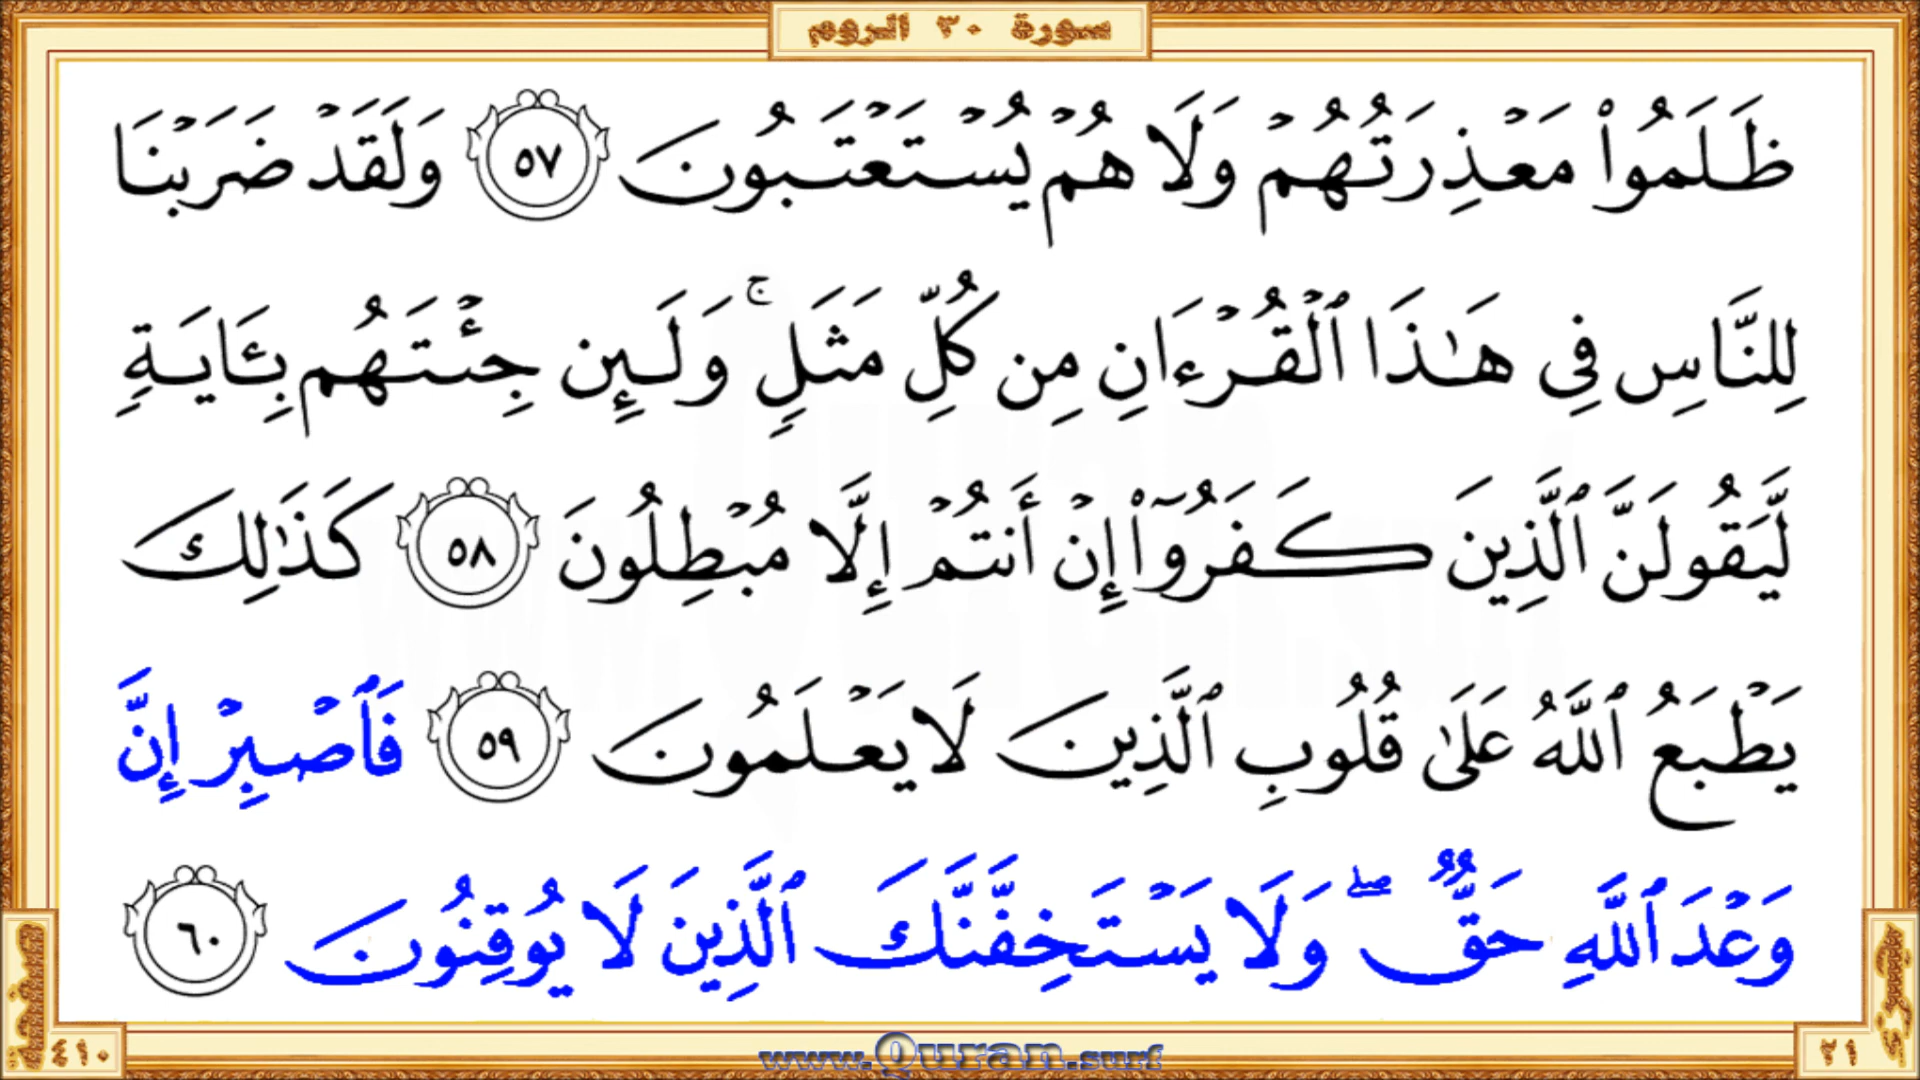 سورة ٣٠ الروم
ظَلَمُوا۟ مَعْذِرَتُهُمْ وَلَا هُمْ يُسْتَعْتَبُونَ ٥٧ وَلَقَدْ ضَرَبْنَا
لِلنَّاسِ فِى هَـٰذَا ٱلْقُرْءَانِ مِن كُلِّ مَثَلٍ ۚ وَلَئِن جِئْتَهُم بِـَٔايَةٍ
لَّيَقُولَنَّ ٱلَّذِينَ كَفَرُوٓا۟ إِنْ أَنتُمْ إِلَّا مُبْطِلُونَ ٥٨ كَذَٰلِكَ
يَطْبَعُ ٱللَّهُ عَلَىٰ قُلُوبِ ٱلَّذِينَ لَا يَعْلَمُونَ ٥٩ فَٱصْبِرْ إِنَّ
وَعْدَ ٱللَّهِ حَقٌّ ۖ وَلَا يَسْتَخِفَّنَّكَ ٱلَّذِينَ لَا يُوقِنُونَ ٦٠
صفحة ٤١٠
٢١
www.Quran.surf